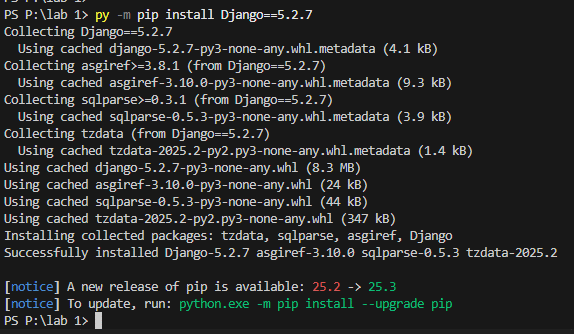 PS P:\lab 1> py -m pip install Django==5.2.7
Collecting Django==5.2.7
  Using cached django-5.2.7-py3-none-any.whl.metadata (4.1 kB)
Collecting asgiref>=3.8.1 (from Django==5.2.7)
  Using cached asgiref-3.10.0-py3-none-any.whl.metadata (9.3 kB)
Collecting sqlparse>=0.3.1 (from Django==5.2.7)
  Using cached sqlparse-0.5.3-py3-none-any.whl.metadata (3.9 kB)
Collecting tzdata (from Django==5.2.7)
  Using cached tzdata-2025.2-py2.py3-none-any.whl.metadata (1.4 kB)
Using cached django-5.2.7-py3-none-any.whl (8.3 MB)
Using cached asgiref-3.10.0-py3-none-any.whl (24 kB)
Using cached sqlparse-0.5.3-py3-none-any.whl (44 kB)
Using cached tzdata-2025.2-py2.py3-none-any.whl (347 kB)
Installing collected packages: tzdata, sqlparse, asgiref, Django
Successfully installed Django-5.2.7 asgiref-3.10.0 sqlparse-0.5.3 tzdata-2025.2
[notice] A new release of pip is available: 25.2 -> 25.3
[notice] To update, run: python.exe -m pip install --upgrade pip
PS P:\lab 1>